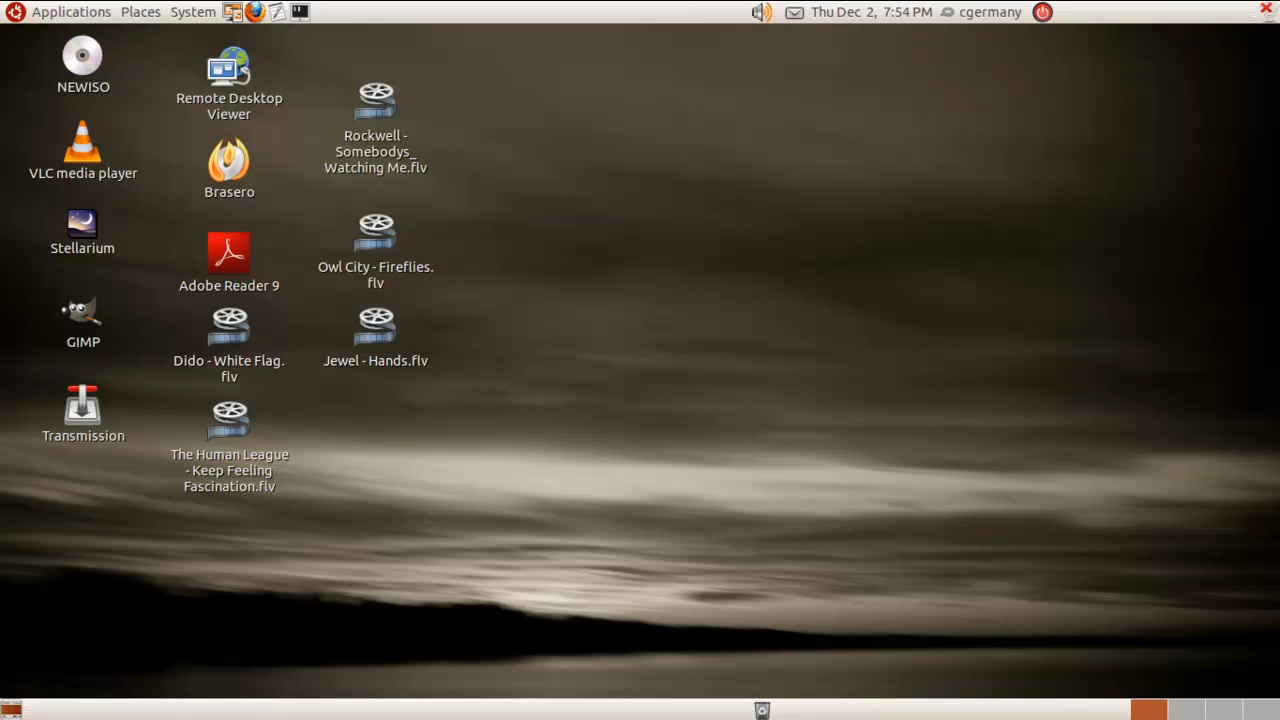 Applications Places System
Thu Dec 2, 7:54 PM cgermany
NEWISO
VLC media player
Stellarium
GIMP
Transmission
Remote Desktop
Viewer
Brasero
Adobe Reader 9
Dido - White Flag.
flv
The Human League
- Keep Feeling
Fascination.flv
Rockwell -
Somebodys_
Watching Me.flv
Owl City - Fireflies.
flv
Jewel - Hands.flv